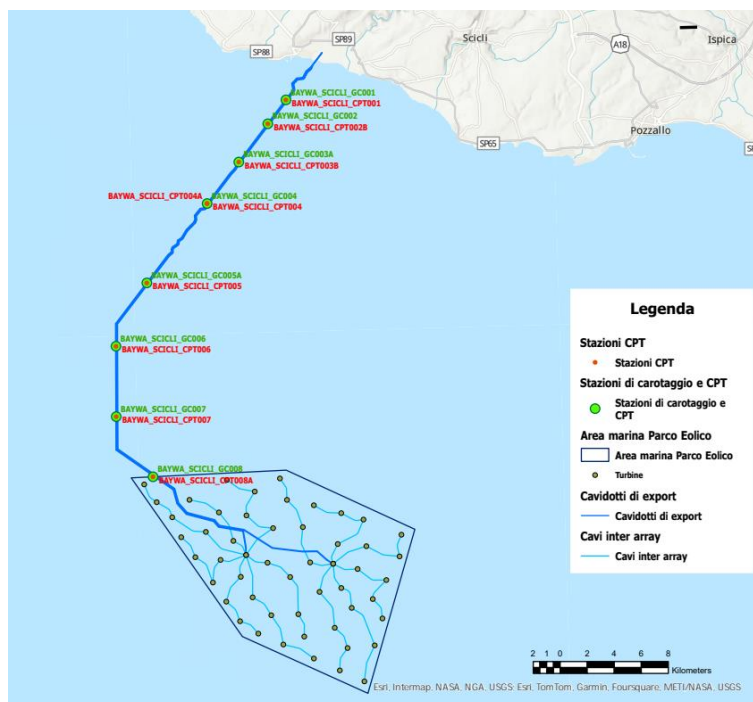 SP89
SP88
Scicli
A18
Ispica
BAYWA_SCICLI_GC001
BAYWA_SCICLI_CPT001
BAYWA_SCICLI_GC002
BAYWA_SCICLI_CPT002B
Pozzallo
SP65
BAYWA_SCICLI_GC003A
BAYWA_SCICLI_CPT003B
BAYWA_SCICLI_CPT004A
BAYWA_SCICLI_GC004
BAYWA_SCICLI_CPT004
BAYWA_SCICLI_GC005A
BAYWA_SCICLI_CPT005
BAYWA_SCICLI_GC006
BAYWA_SCICLI_CPT006
BAYWA_SCICLI_GC007
BAYWA_SCICLI_CPT007
BAYWA_SCICLI_GC008
BAYWA_SCICLI_CPT008A
Legenda
Stazioni CPT
Stazioni CPT
Stazioni di carotaggio e CPT
Stazioni di carotaggio e
CPT
Area marina Parco Eolico
Area marina Parco Eolico
Turbine
Cavidotti di export
Cavidotti di export
Cavi inter array
Cavi inter array
2 1 0 2 4 6 8
Kilometers
Esri, Intermap, NASA, NGA, USGS; Esri, TomTom, Garmin, Foursquare, METI/NASA, USGS